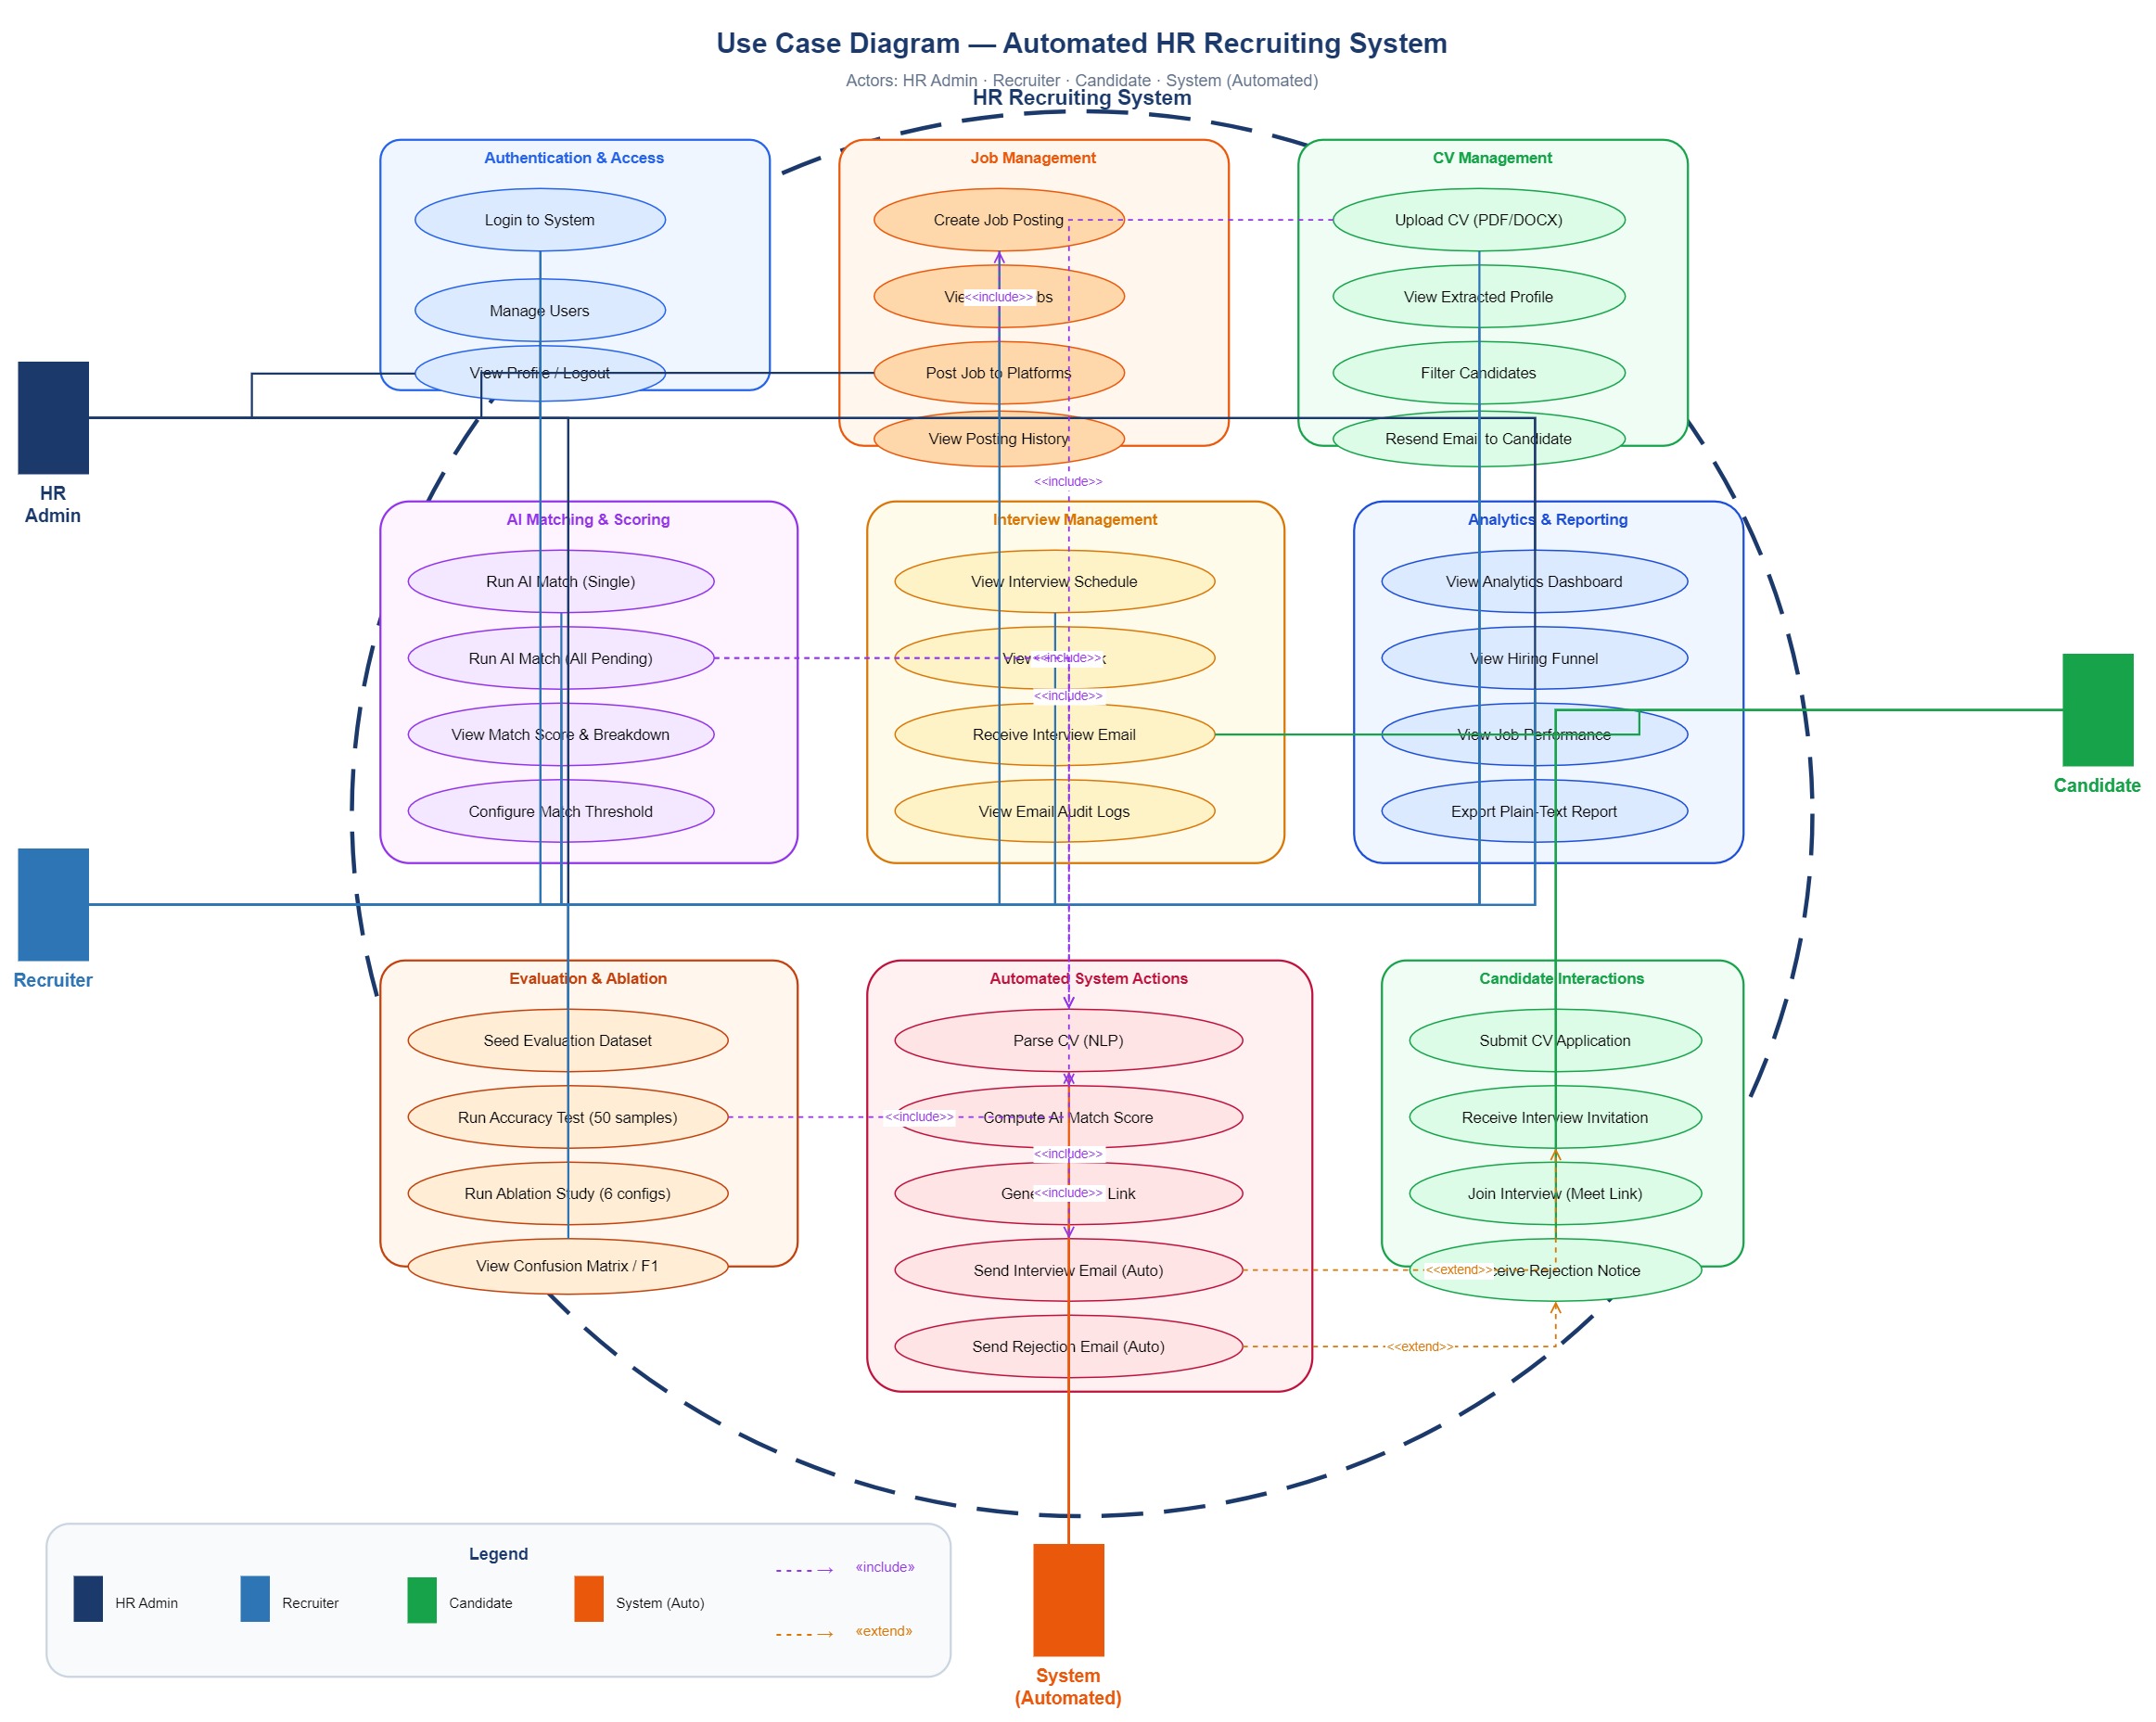 Use Case Diagram — Automated HR Recruiting System
Actors: HR Admin · Recruiter · Candidate · System (Automated)
HR Recruiting System
Authentication & Access
Login to System
Manage Users
View Profile / Logout
Job Management
Create Job Posting
<<include>>
Post Job to Platforms
View Posting History
CV Management
Upload CV (PDF/DOCX)
View Extracted Profile
Filter Candidates
Resend Email to Candidate
HR
Admin
<<include>>
AI Matching & Scoring
Run AI Match (Single)
Run AI Match (All Pending)
View Match Score & Breakdown
Configure Match Threshold
Interview Management
View Interview Schedule
View
<<include>>
<<include>>
Receive Interview Email
View Email Audit Logs
Analytics & Reporting
View Analytics Dashboard
View Hiring Funnel
View Job Performance
Export Plain-Text Report
Candidate
Recruiter
Evaluation & Ablation
Seed Evaluation Dataset
Run Accuracy Test (50 samples)
Run Ablation Study (6 configs)
View Confusion Matrix / F1
<<include>>
Automated System Actions
Parse CV (NLP)
Compute AI Match Score
<<include>>
<<include>> Link
Send Interview Email (Auto)
Send Rejection Email (Auto)
<<extend>>
<<extend>>
Candidate Interactions
Submit CV Application
Receive Interview Invitation
Join Interview (Meet Link)
Rejection Notice
Legend
HR Admin
Recruiter
Candidate
System (Auto)
«include»
«extend»
System
(Automated)